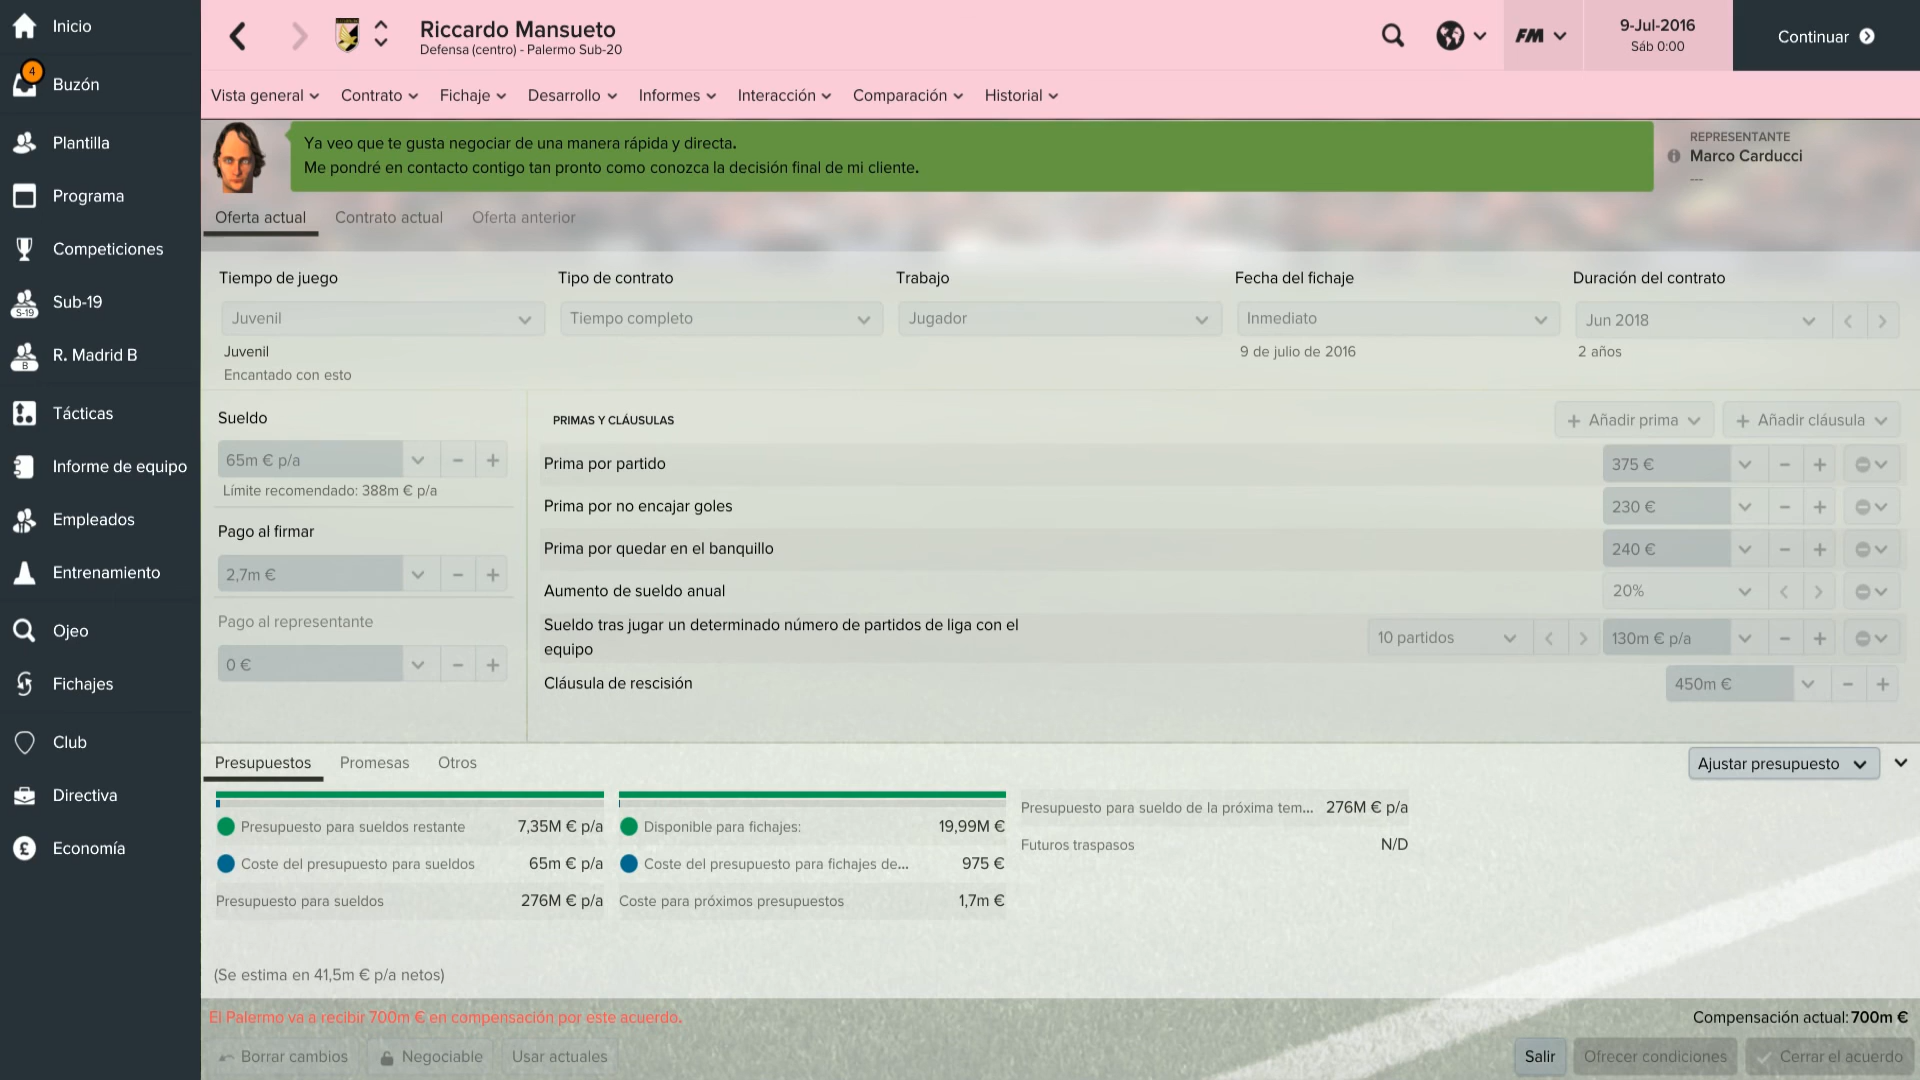 Inicio
4
Buzón
Plantilla
Programa
Competiciones
S-19
Sub-19
B
R. Madrid B
Tácticas
Informe de equipo
Empleados
Entrenamiento
Ojeo
Fichajes
Club
Directiva
Economía
Riccardo Mansueto
Defensa (centro) - Palermo Sub-20
FM
9-Jul-2016
Sáb 0:00
Continuar
Vista general Contrato Fichaje Desarrollo Informes Interacción Comparación Historial
Ya veo que te gusta negociar de una manera rápida y directa.
Me pondré en contacto contigo tan pronto como conozca la decisión final de mi cliente.
REPRESENTANTE
Marco Carducci
---
Oferta actual Contrato actual Oferta anterior
Tiempo de juego Tipo de contrato Trabajo Fecha del fichaje Duración del contrato
Juvenil Tiempo completo Jugador Inmediato Jun 2018
Juvenil 9 de julio de 2016 2 años
Encantado con esto
Sueldo
65m € p/a
Límite recomendado: 388m € p/a
Pago al firmar
2,7m €
Pago al representante
0 €
PRIMAS Y CLÁUSULAS + Añadir prima + Añadir cláusula
Prima por partido 375 €
Prima por no encajar goles 230 €
Prima por quedar en el banquillo 240 €
Aumento de sueldo anual 20%
Sueldo tras jugar un determinado número de partidos de liga con el
equipo 10 partidos 130m € p/a
Cláusula de rescisión 450m €
Presupuestos Promesas Otros Ajustar presupuesto
Presupuesto para sueldos restante 7,35M € p/a
Coste del presupuesto para sueldos 65m € p/a
Presupuesto para sueldos 276M € p/a
Disponible para fichajes: 19,99M €
Coste del presupuesto para fichajes de... 975 €
Coste para próximos presupuestos 1,7m €
Presupuesto para sueldo de la próxima tem... 276M € p/a
Futuros traspasos N/D
(Se estima en 41,5m € p/a netos)
El Palermo va a recibir 700m € en compensación por este acuerdo.
Compensación actual: 700m €
Borrar cambios Negociable Usar actuales Salir Ofrecer condiciones Cerrar el acuerdo